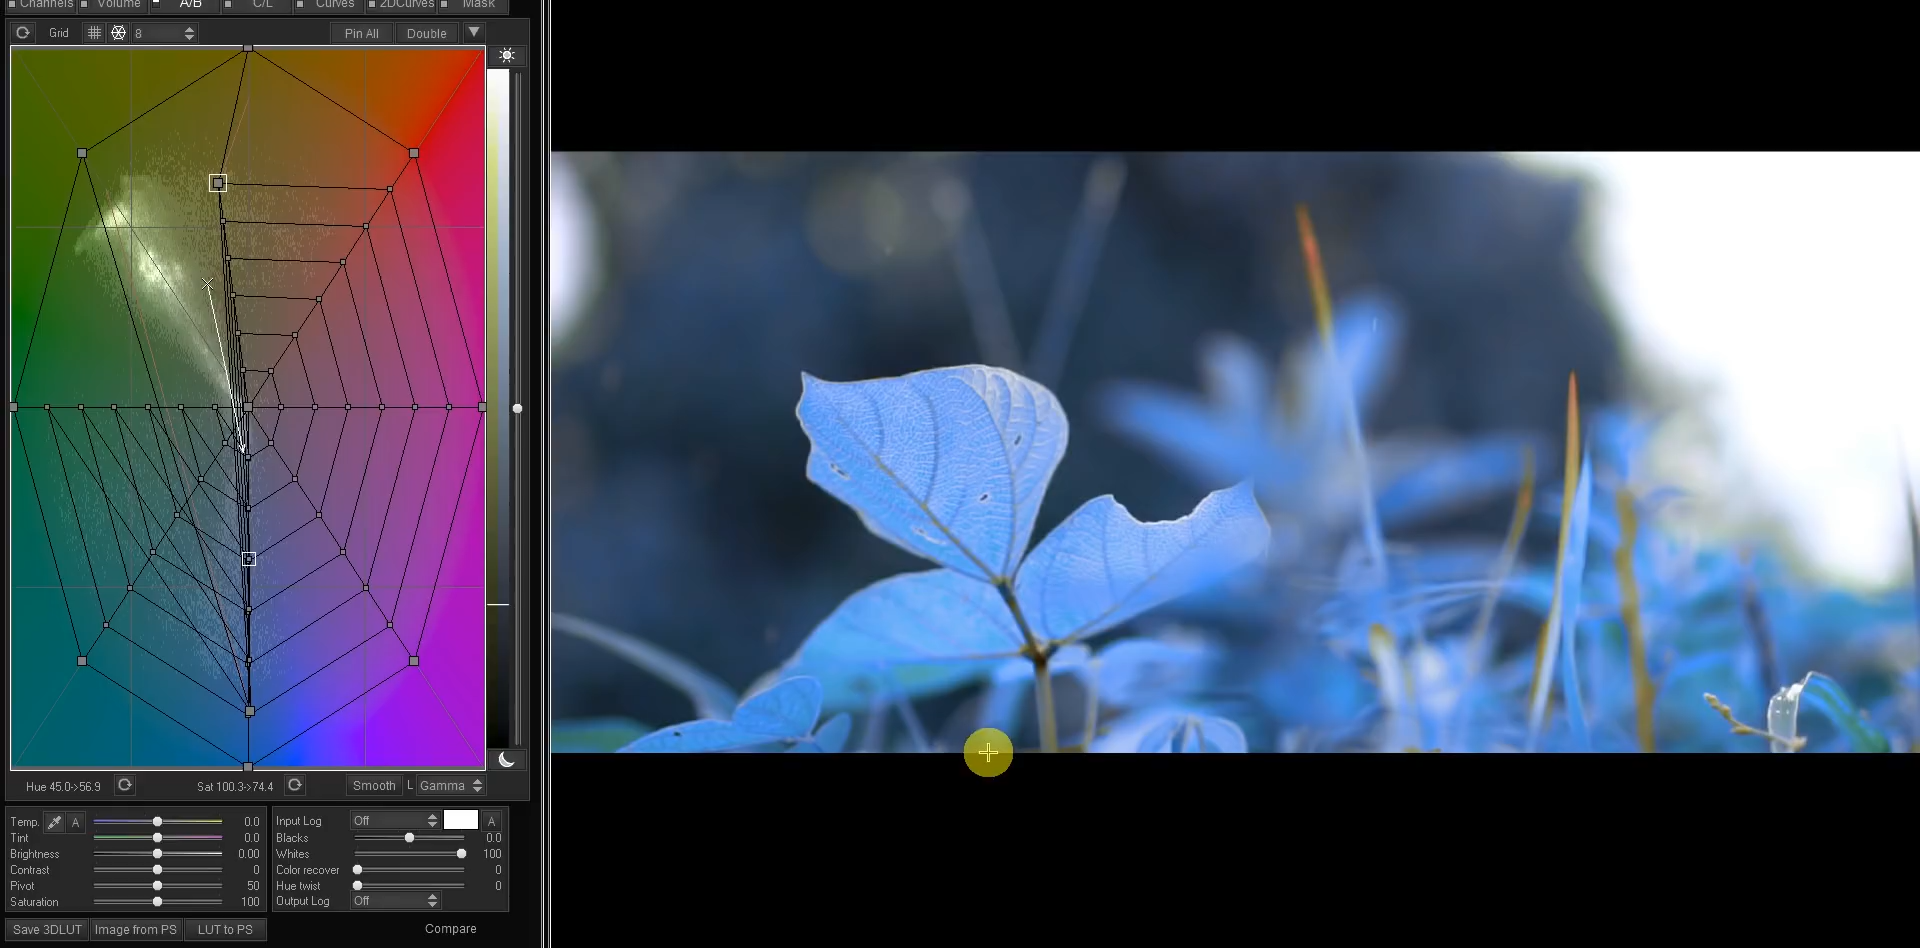 Channels Volume A/B C/L Curves 2DCurves Mask
Grid 8 Pin All Double
Hue 45.0->56.9 Sat 100.3->74.4 Smooth L Gamma
Temp. A 0.0
Tint 0.0
Brightness 0.00
Contrast 0
Pivot 50
Saturation 100
Input Log Off A
Blacks 0.0
Whites 100
Color recover 0
Hue twist 0
Output Log Off
Save 3DLUT Image from PS LUT to PS Compare